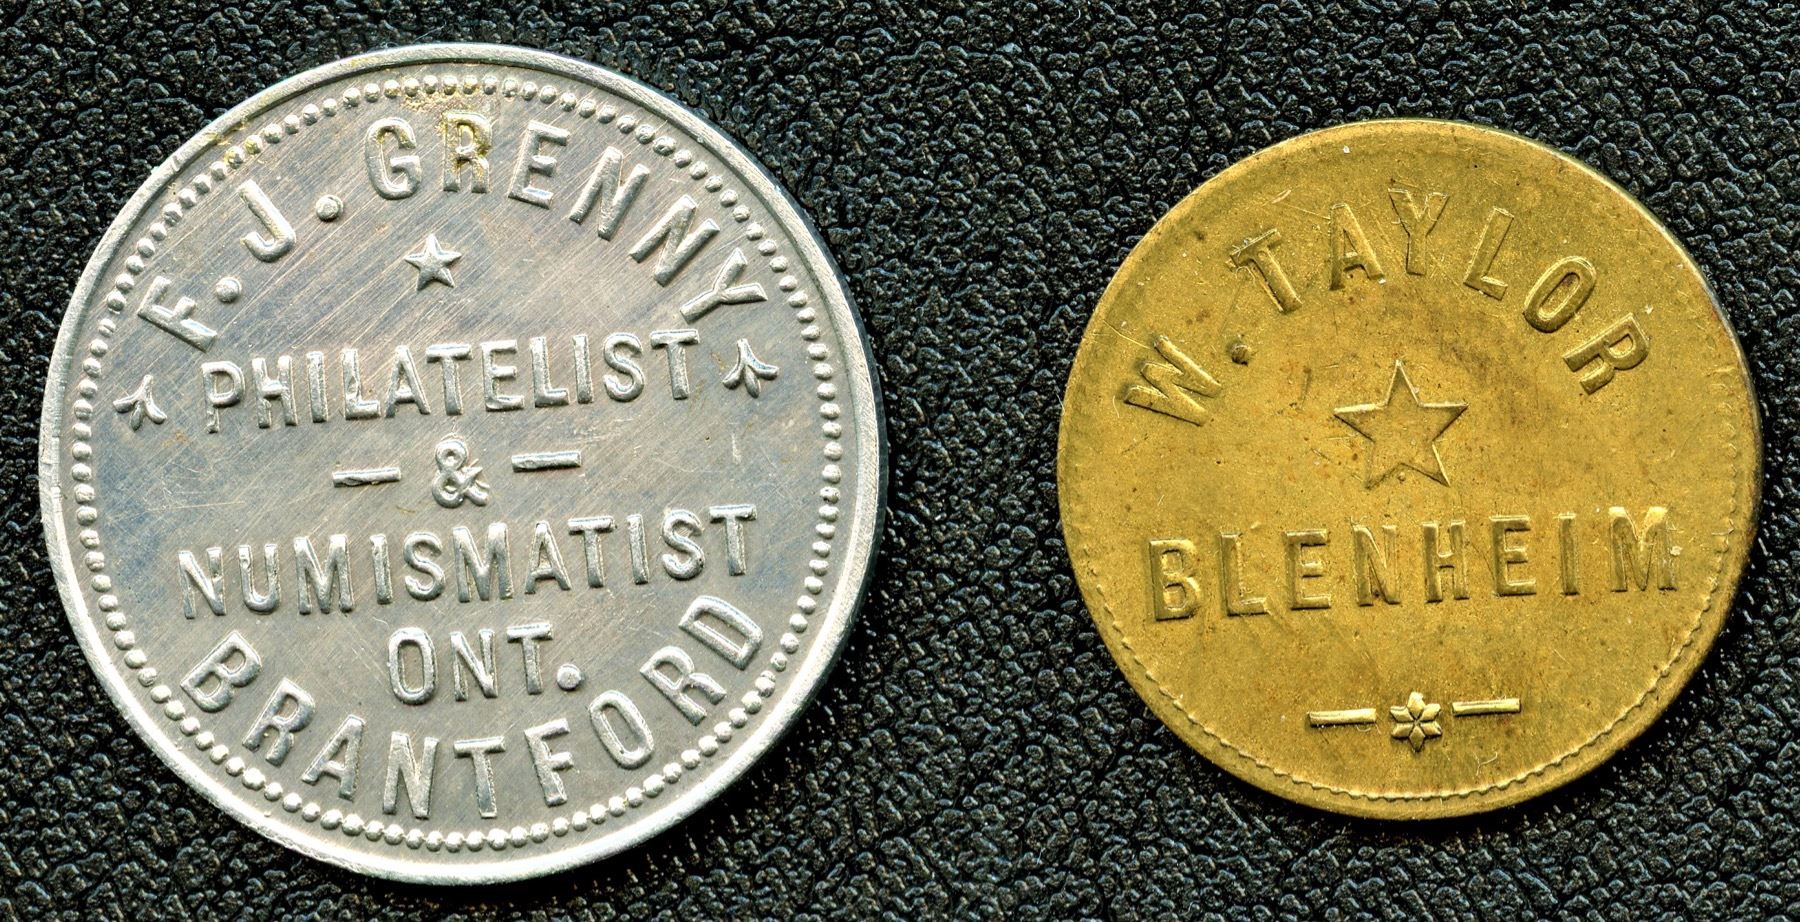 F. J. GRENNY
PHILATELIST
- & -
NUMISMATIST
ONT.
BRANTFORD
W. TAYLOR
BLENHEIM